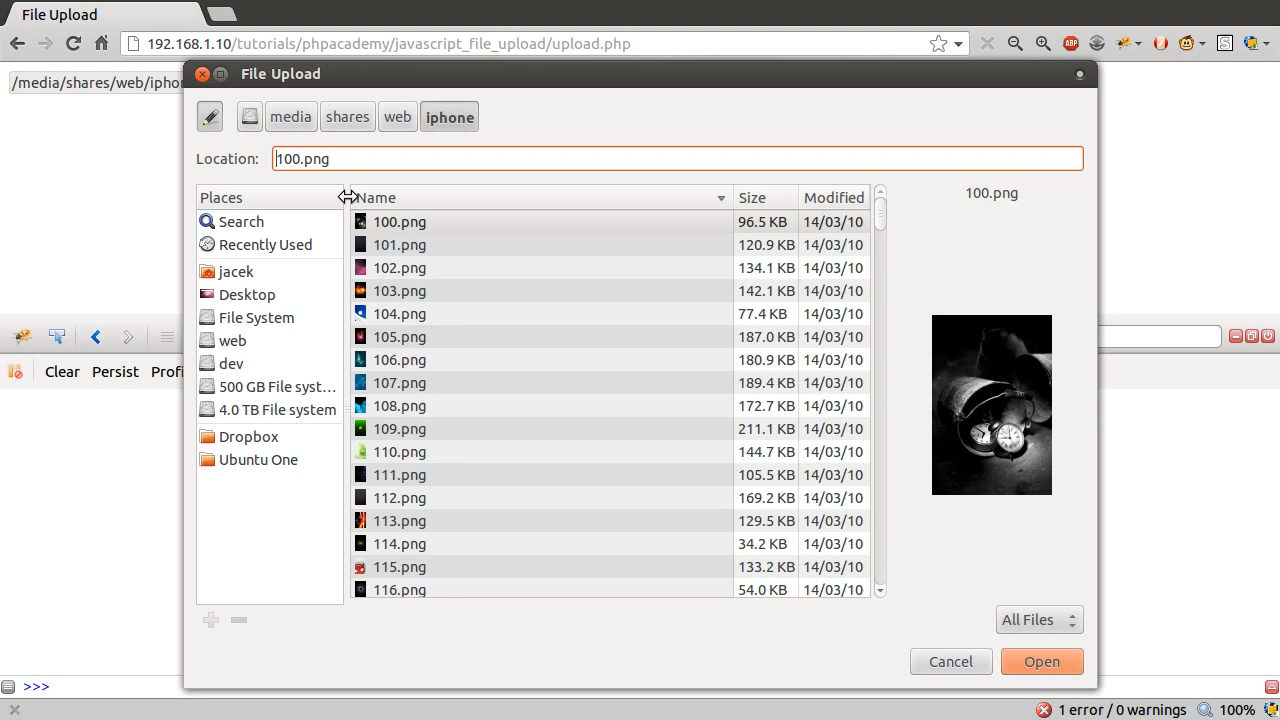 File Upload
192.168.1.10/tutorials/phpacademy/javascript_file_upload/upload.php
ABP
S
/media/shares/web/iphon
File Upload
media shares web iphone
Location: 100.png
Places
Search
Recently Used
jacek
Desktop
File System
web
dev
500 GB File syst...
4.0 TB File system
Dropbox
Ubuntu One
Name Size Modified
100.png 96.5 KB 14/03/10
101.png 120.9 KB 14/03/10
102.png 134.1 KB 14/03/10
103.png 142.1 KB 14/03/10
104.png 77.4 KB 14/03/10
105.png 187.0 KB 14/03/10
106.png 180.9 KB 14/03/10
107.png 189.4 KB 14/03/10
108.png 172.7 KB 14/03/10
109.png 211.1 KB 14/03/10
110.png 144.7 KB 14/03/10
111.png 105.5 KB 14/03/10
112.png 169.2 KB 14/03/10
113.png 129.5 KB 14/03/10
114.png 34.2 KB 14/03/10
115.png 133.2 KB 14/03/10
116.png 54.0 KB 14/03/10
100.png
All Files
Cancel Open
Clear Persist Profi
>>>
1 error / 0 warnings 100%